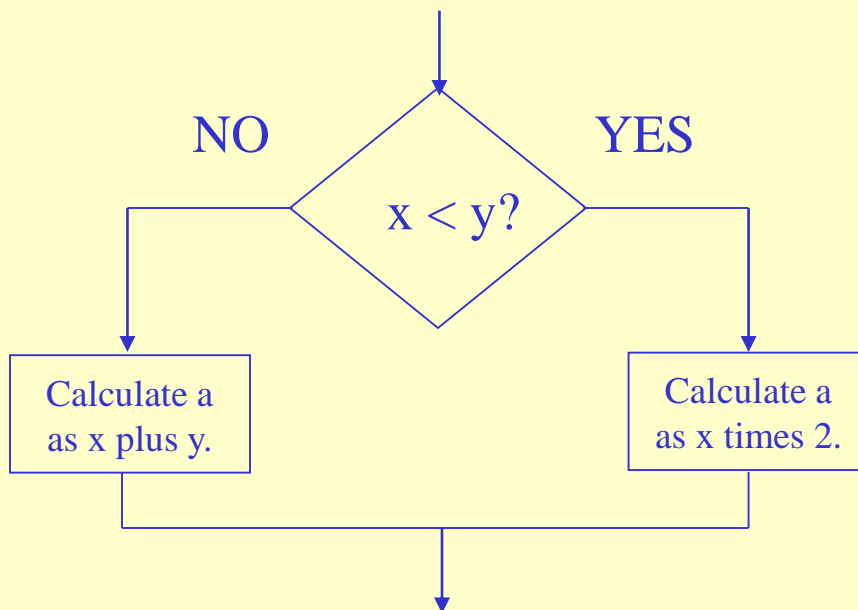 NO
YES
x < y?
Calculate a
as x plus y.
Calculate a
as x times 2.